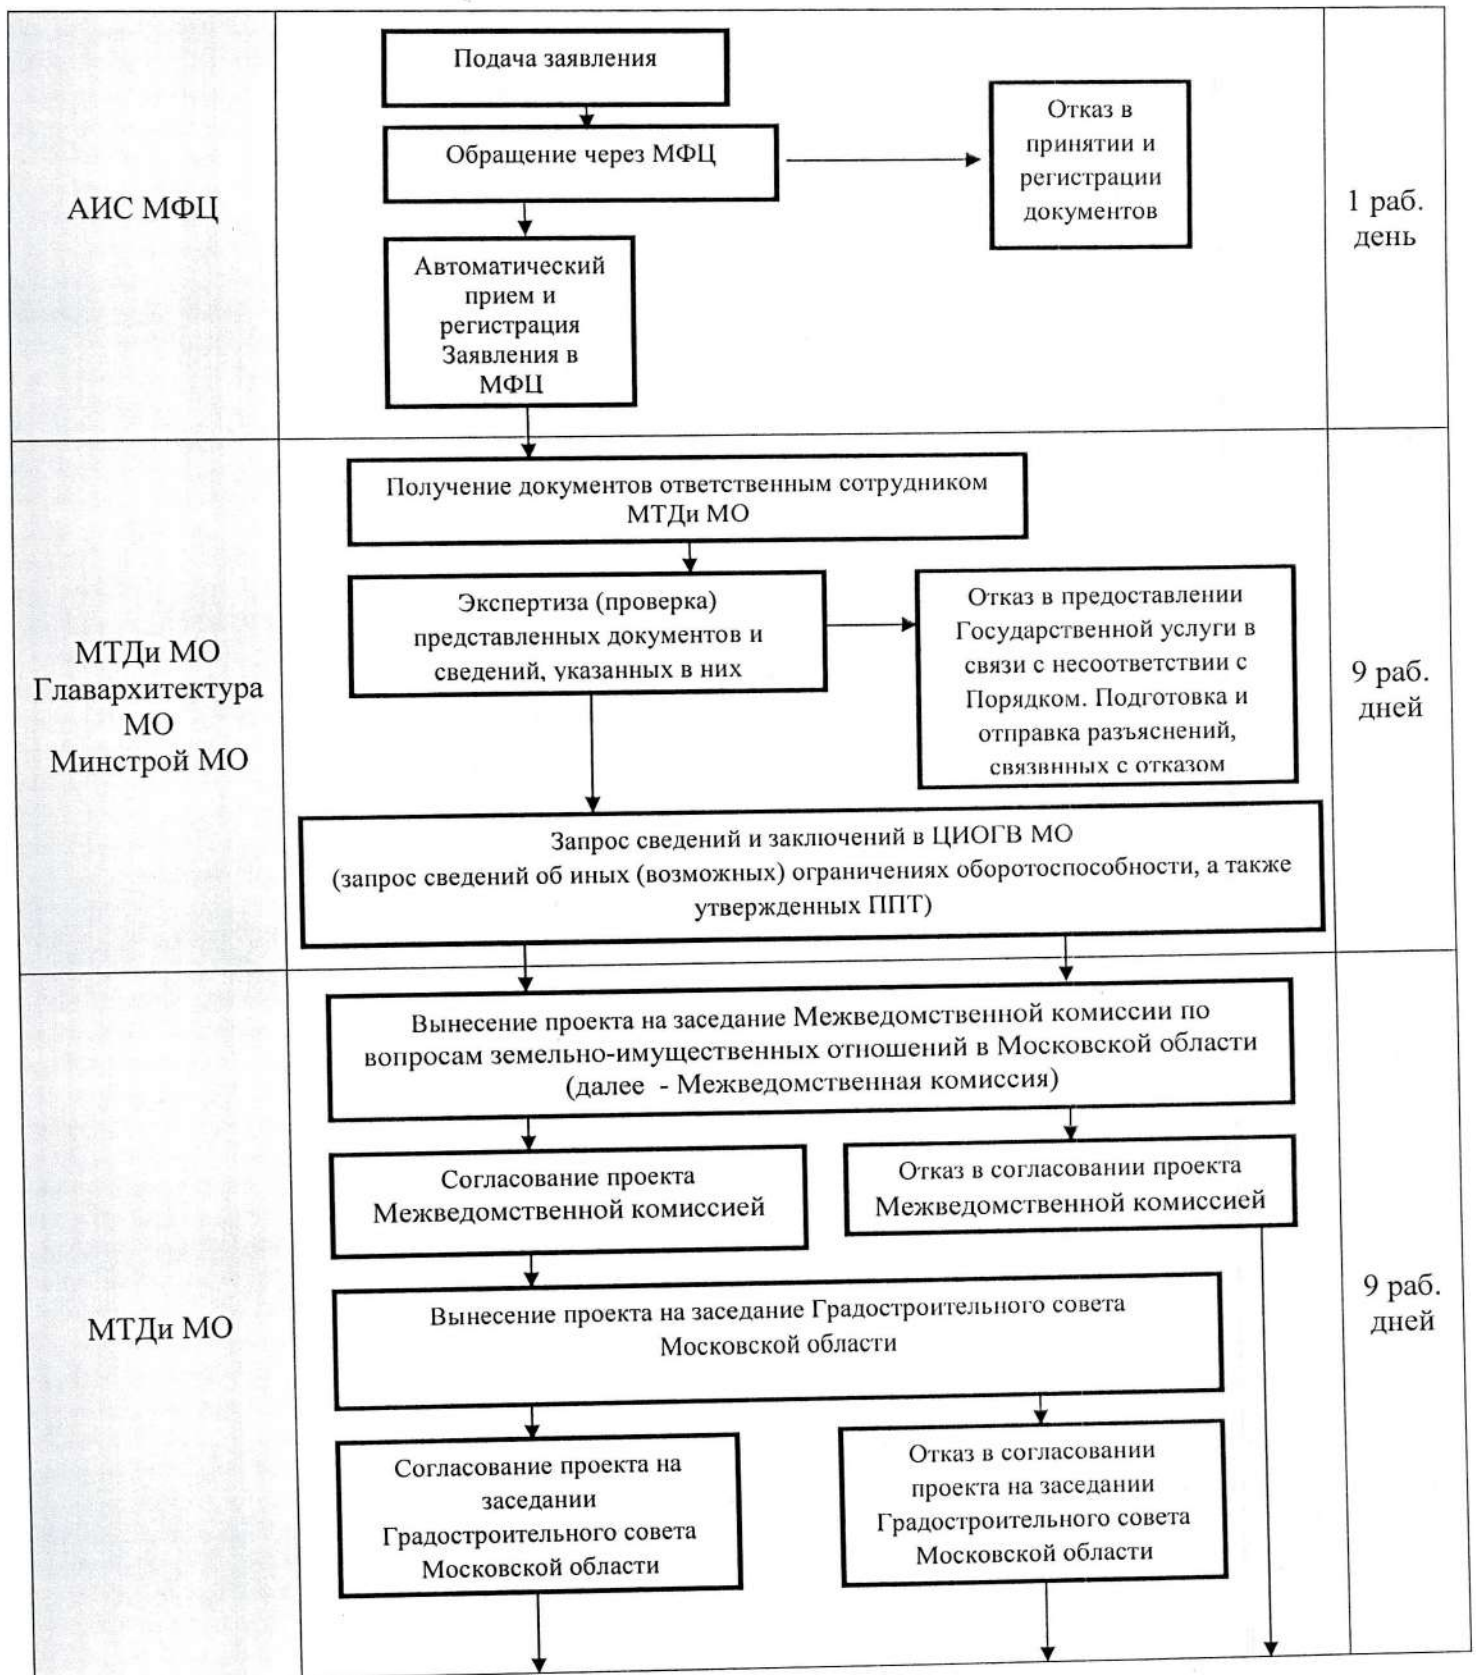 Подача заявления
Обращение через МФЦ
Отказ в
принятии и
регистрации
документов
АИС МФЦ
1 раб.
день
Автоматический
прием и
регистрация
Заявления в
МФЦ
Получение документов ответственным сотрудником
МТДи МО
Экспертиза (проверка)
представленных документов и
сведений, указанных в них
Отказ в предоставлении
Государственной услуги в
связи с несоответствии с
Порядком. Подготовка и
отправка разъяснений,
связвнных с отказом
МТДи МО
Главархитектура
МО
Минстрой МО
9 раб.
дней
Запрос сведений и заключений в ЦИОГВ МО
(запрос сведений об иных (возможных) ограничениях оборотоспособности, а также
утвержденных ППТ)
Вынесение проекта на заседание Межведомственной комиссии по
вопросам земельно-имущественных отношений в Московской области
(далее - Межведомственная комиссия)
Согласование проекта
Межведомственной комиссией
Отказ в согласовании проекта
Межведомственной комиссией
МТДи МО
9 раб.
дней
Вынесение проекта на заседание Градостроительного совета
Московской области
Согласование проекта на
заседании
Градостроительного совета
Московской области
Отказ в согласовании
проекта на заседании
Градостроительного совета
Московской области